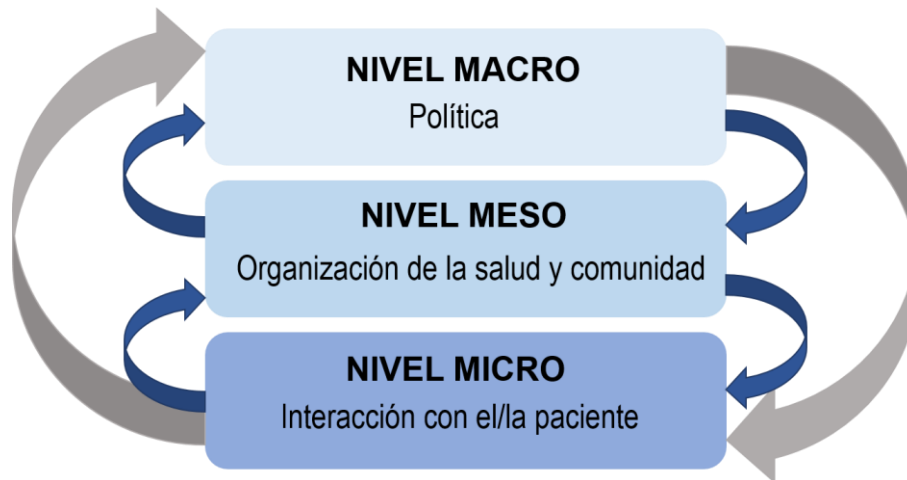 NIVEL MACRO
Política
NIVEL MESO
Organización de la salud y comunidad
NIVEL MICRO
Interacción con el/la paciente